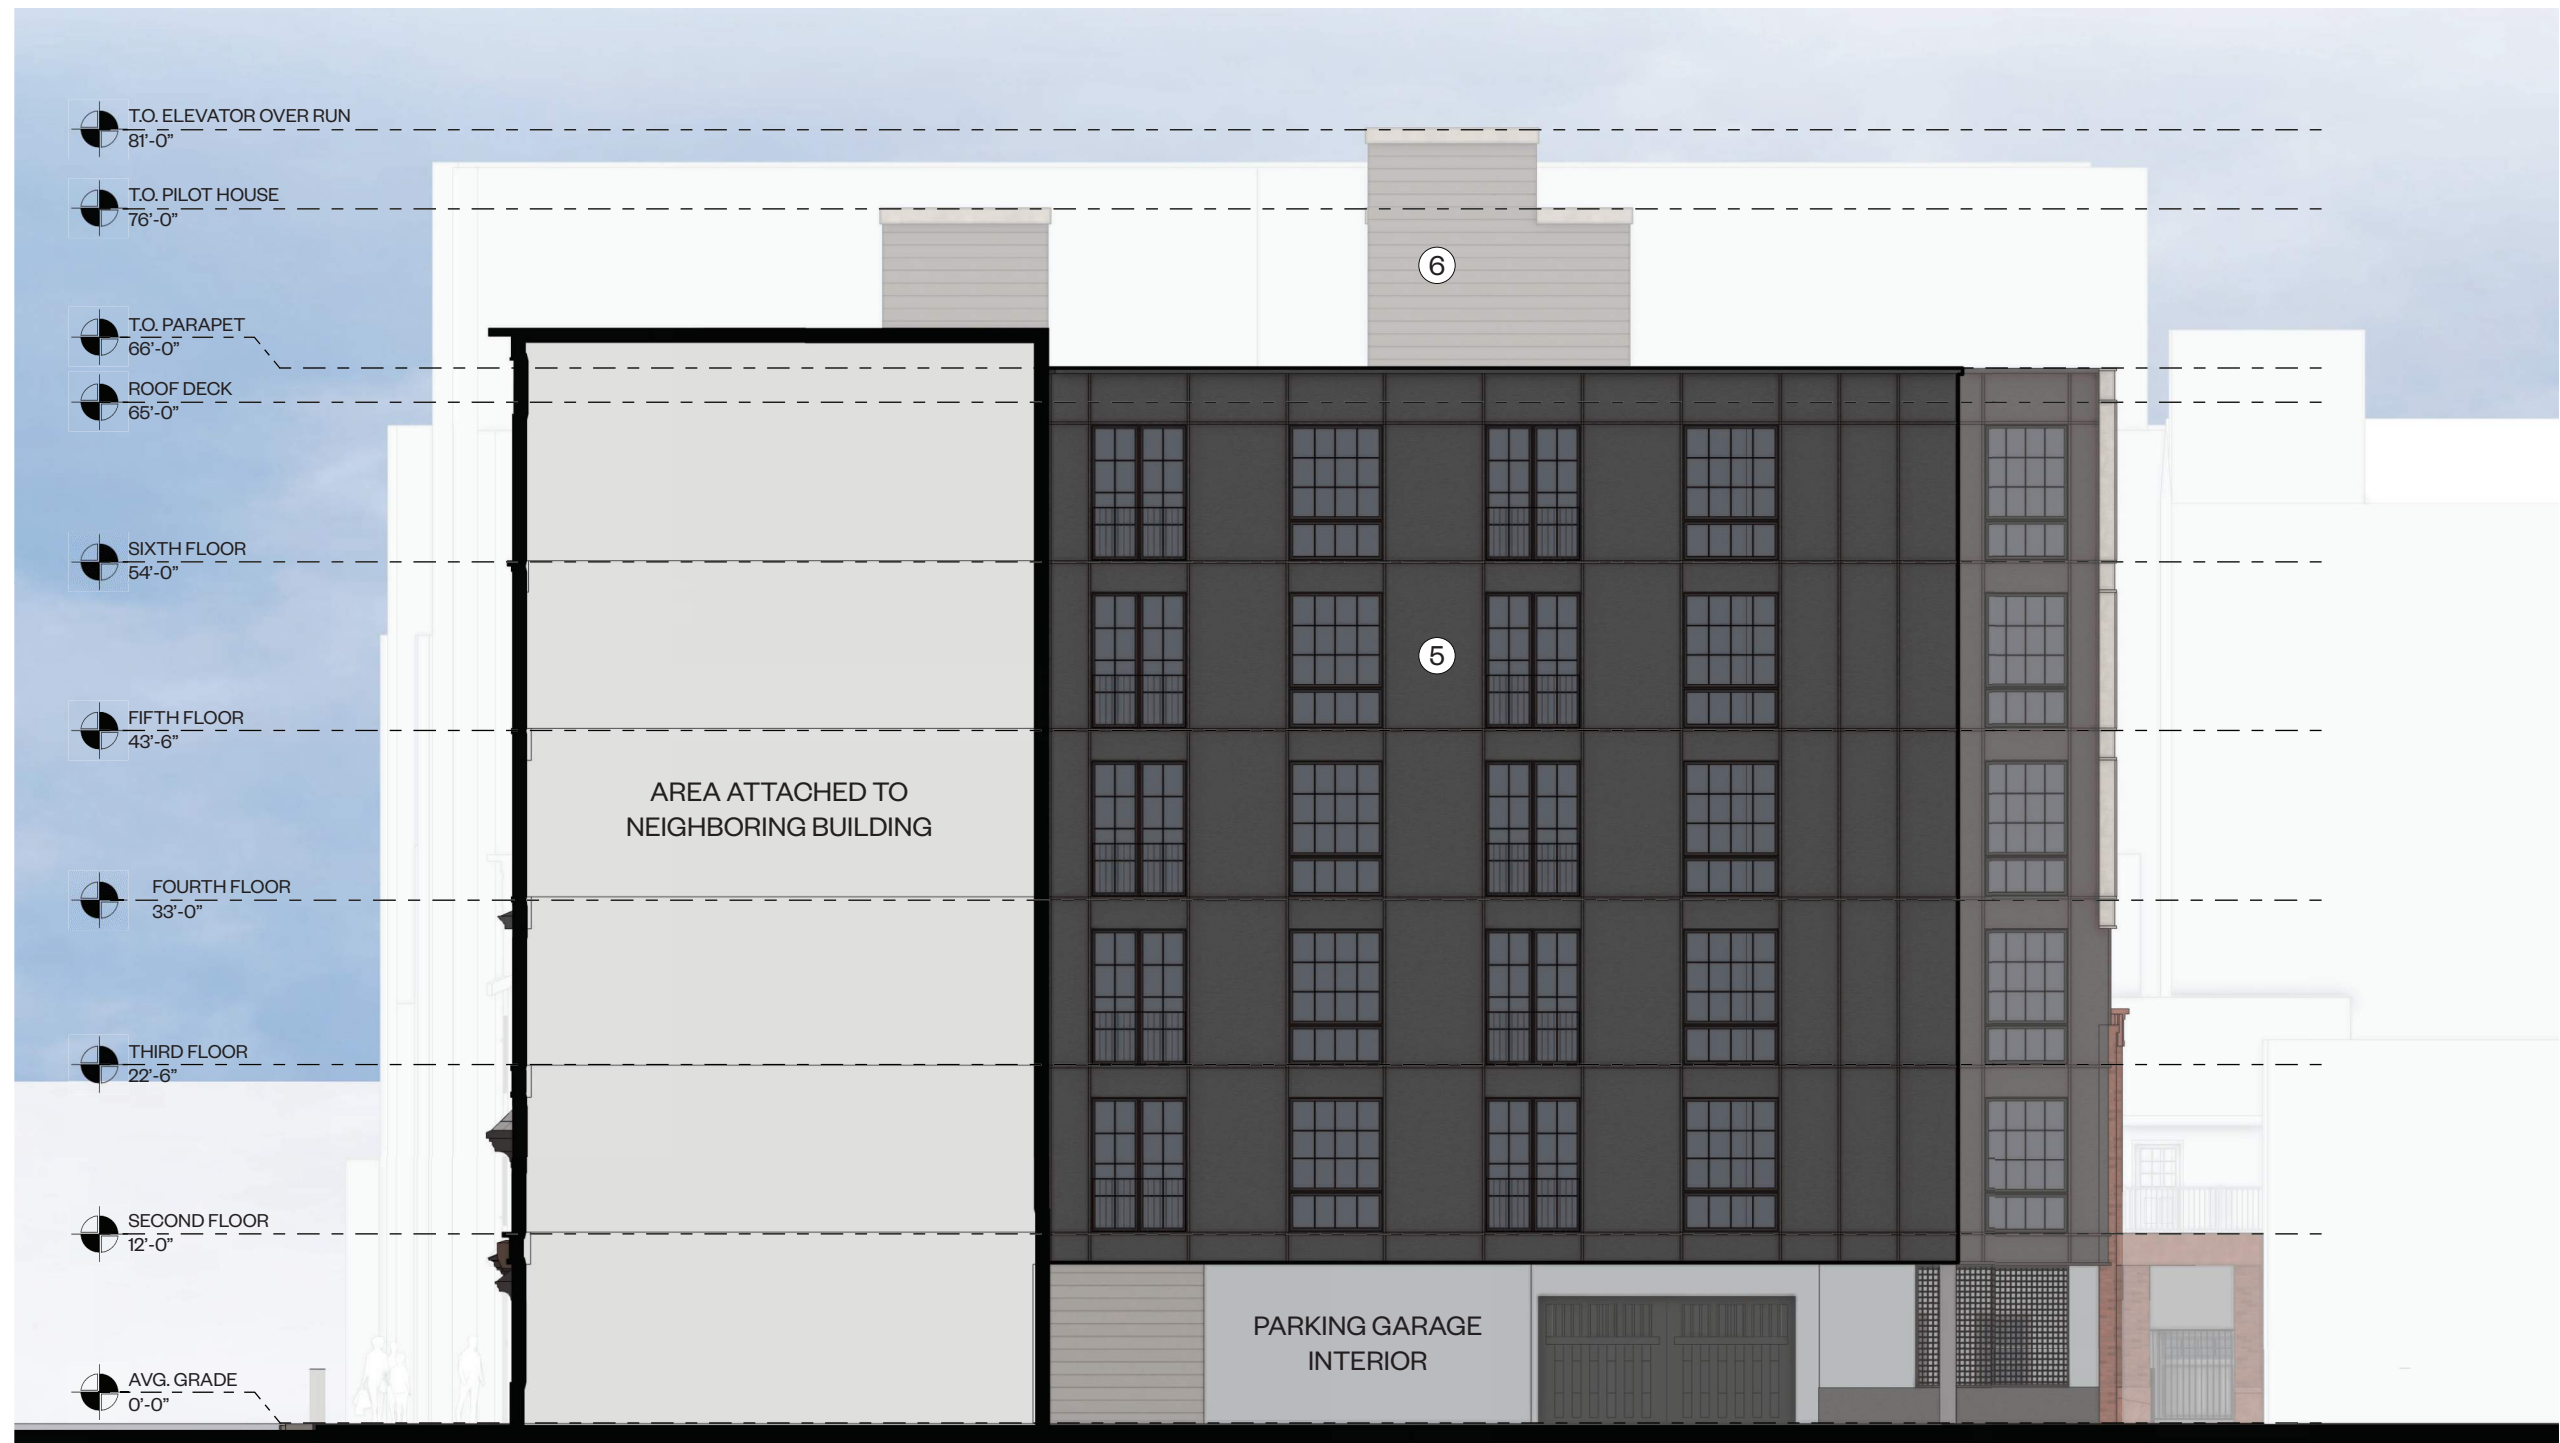 T.O. ELEVATOR OVER RUN
81'-0"
T.O. PILOT HOUSE
76'-0"
6
T.O. PARAPET
66'-0"
ROOF DECK
65'-0"
SIXTH FLOOR
54'-0"
5
FIFTH FLOOR
43'-6"
AREA ATTACHED TO
NEIGHBORING BUILDING
FOURTH FLOOR
33'-0"
THIRD FLOOR
22'-6"
SECOND FLOOR
12'-0"
PARKING GARAGE
INTERIOR
AVG. GRADE
0'-0"